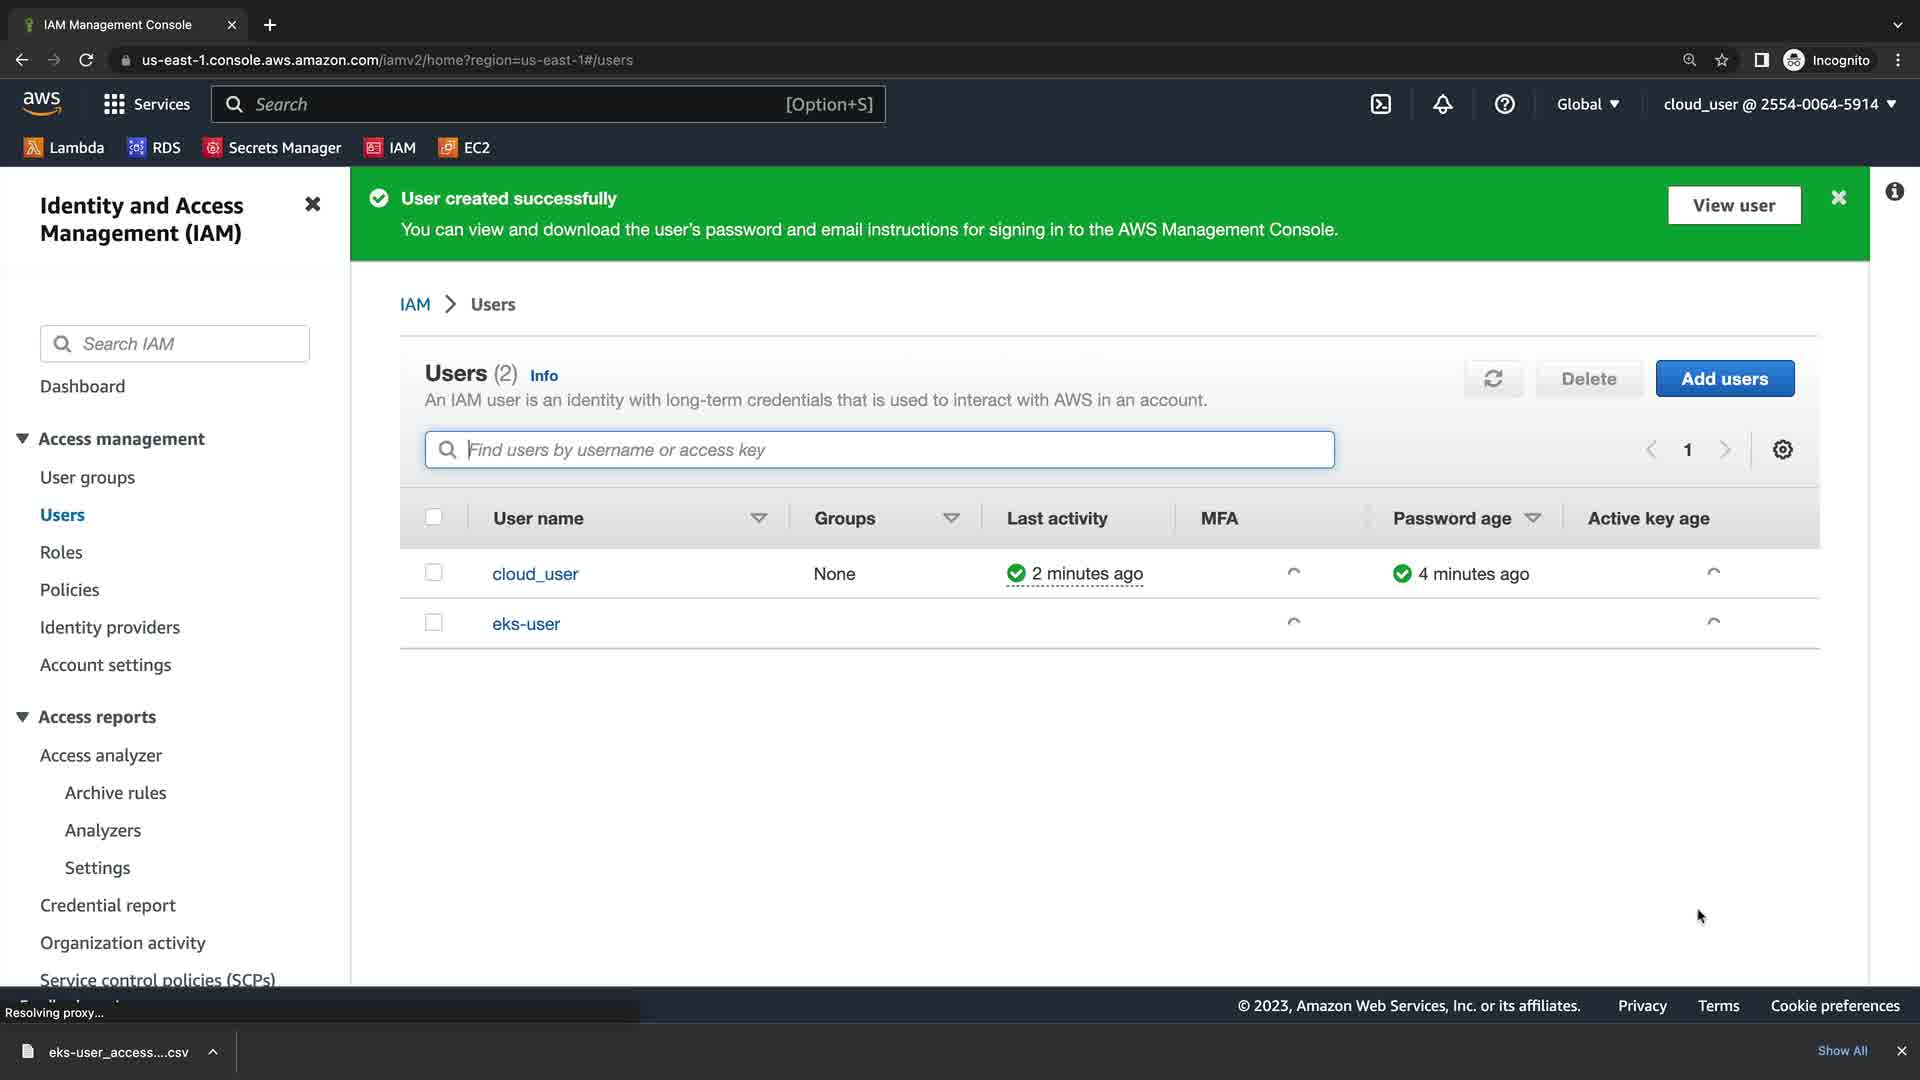 IAM Management Console
us-east-1.console.aws.amazon.com/iamv2/home?region=us-east-1#/users
Incognito
aws
Services
Search
[Option+S]
Global
cloud_user @ 2554-0064-5914
Lambda
RDS
Secrets Manager
IAM
EC2
Identity and Access
Management (IAM)
Search IAM
Dashboard
Access management
User groups
Users
Roles
Policies
Identity providers
Account settings
Access reports
Access analyzer
Archive rules
Analyzers
Settings
Credential report
Organization activity
Service control policies (SCPs)
User created successfully
You can view and download the user's password and email instructions for signing in to the AWS Management Console.
View user
IAM > Users
Users (2) Info
An IAM user is an identity with long-term credentials that is used to interact with AWS in an account.
Delete
Add users
Find users by username or access key
1
User name Groups Last activity MFA Password age Active key age
cloud_user None 2 minutes ago 4 minutes ago
eks-user
© 2023, Amazon Web Services, Inc. or its affiliates. Privacy Terms Cookie preferences
Resolving proxy...
eks-user_access....csv
Show All